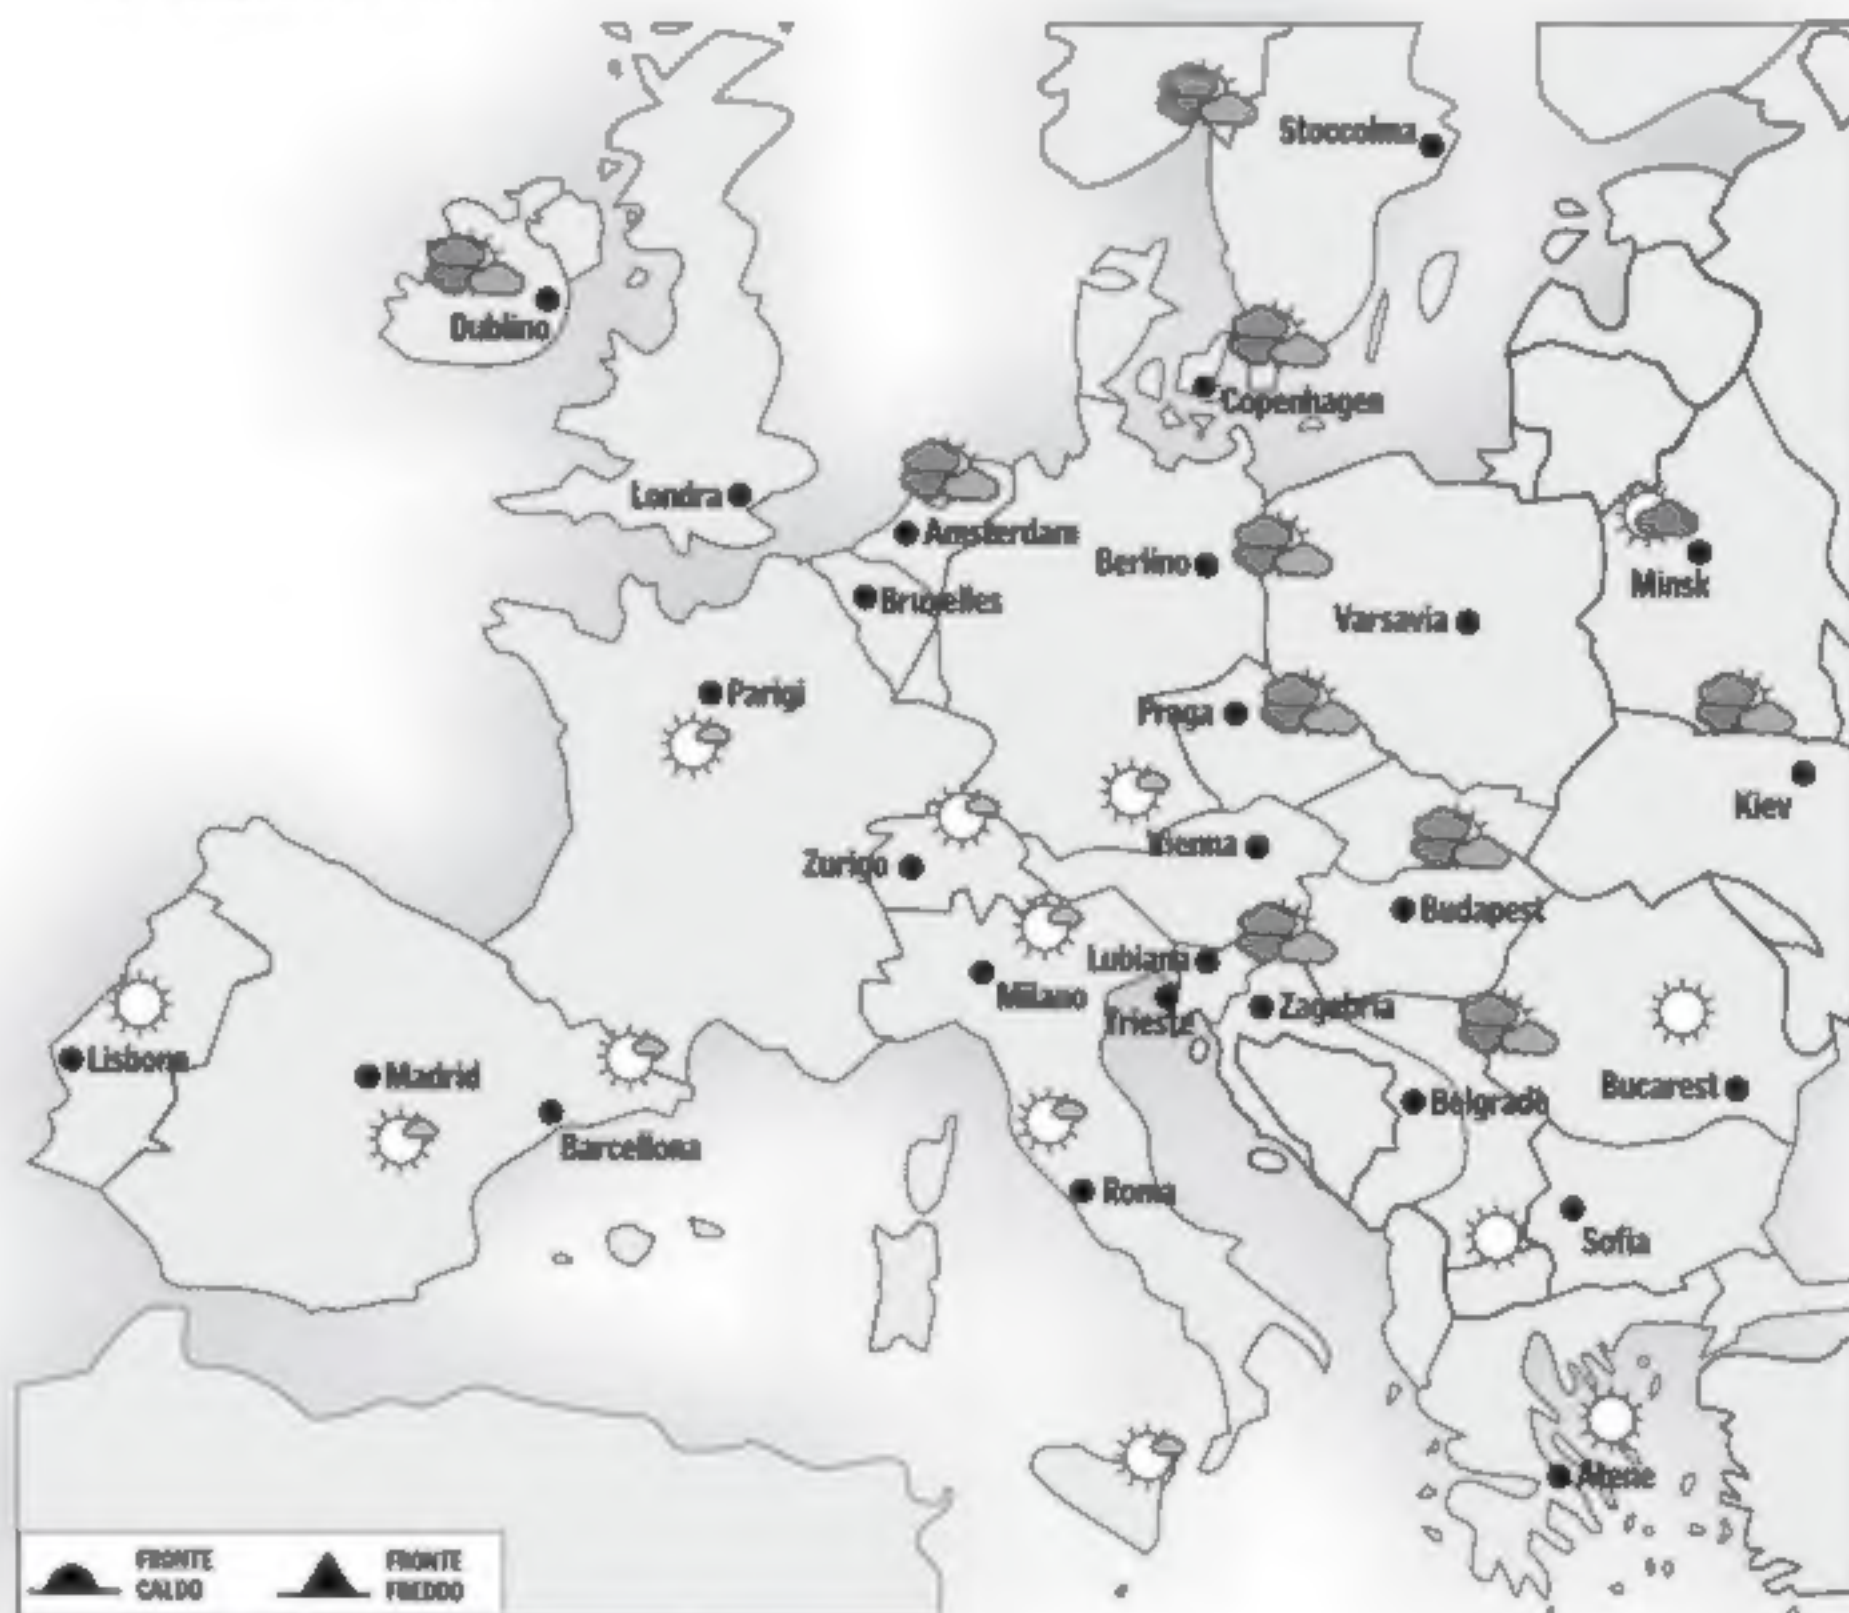 Stoccolma
Dublino
Copenhagen
Londra
Amsterdam
Berlino
Bruxelles
Minsk
Varsavia
Parigi
Praga
Kiev
Vienna
Zurigo
Budapest
Lubiana
Milano
Trieste
Zagabria
Lisbona
Madrid
Bucarest
Belgrado
Barcellona
Roma
Sofia
Atene
FRONTE
CALDO
FRONTE
FREDDO